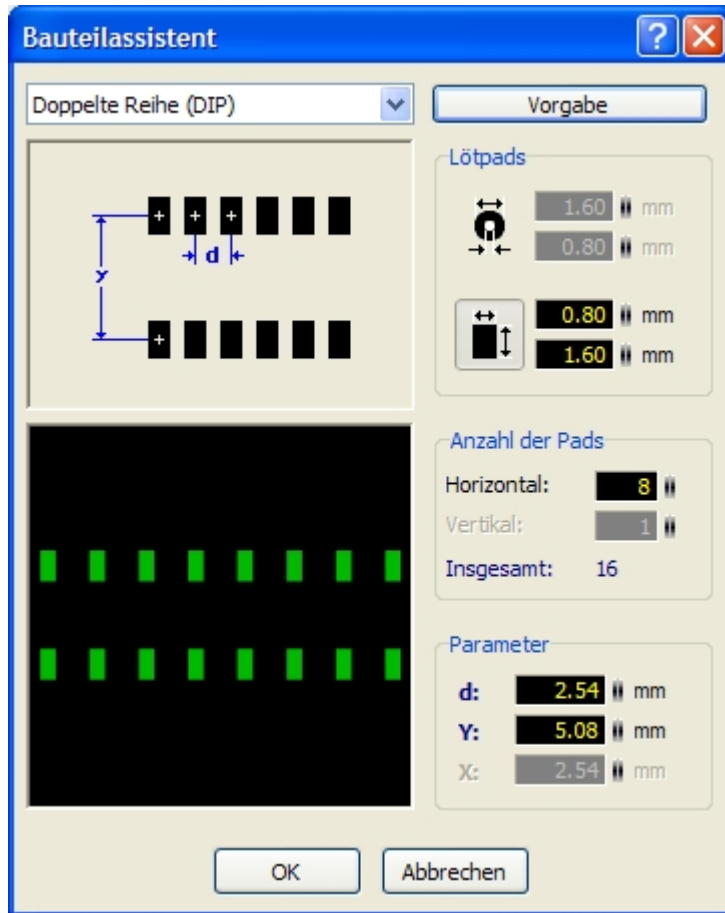 Bauteilassistent
Doppelte Reihe (DIP)
Vorgabe
y
d
Lötpads
1.60 mm
0.80 mm
0.80 mm
1.60 mm
Anzahl der Pads
Horizontal: 8
Vertikal: 1
Insgesamt: 16
Parameter
d: 2.54 mm
Y: 5.08 mm
X: 2.54 mm
OK
Abbrechen